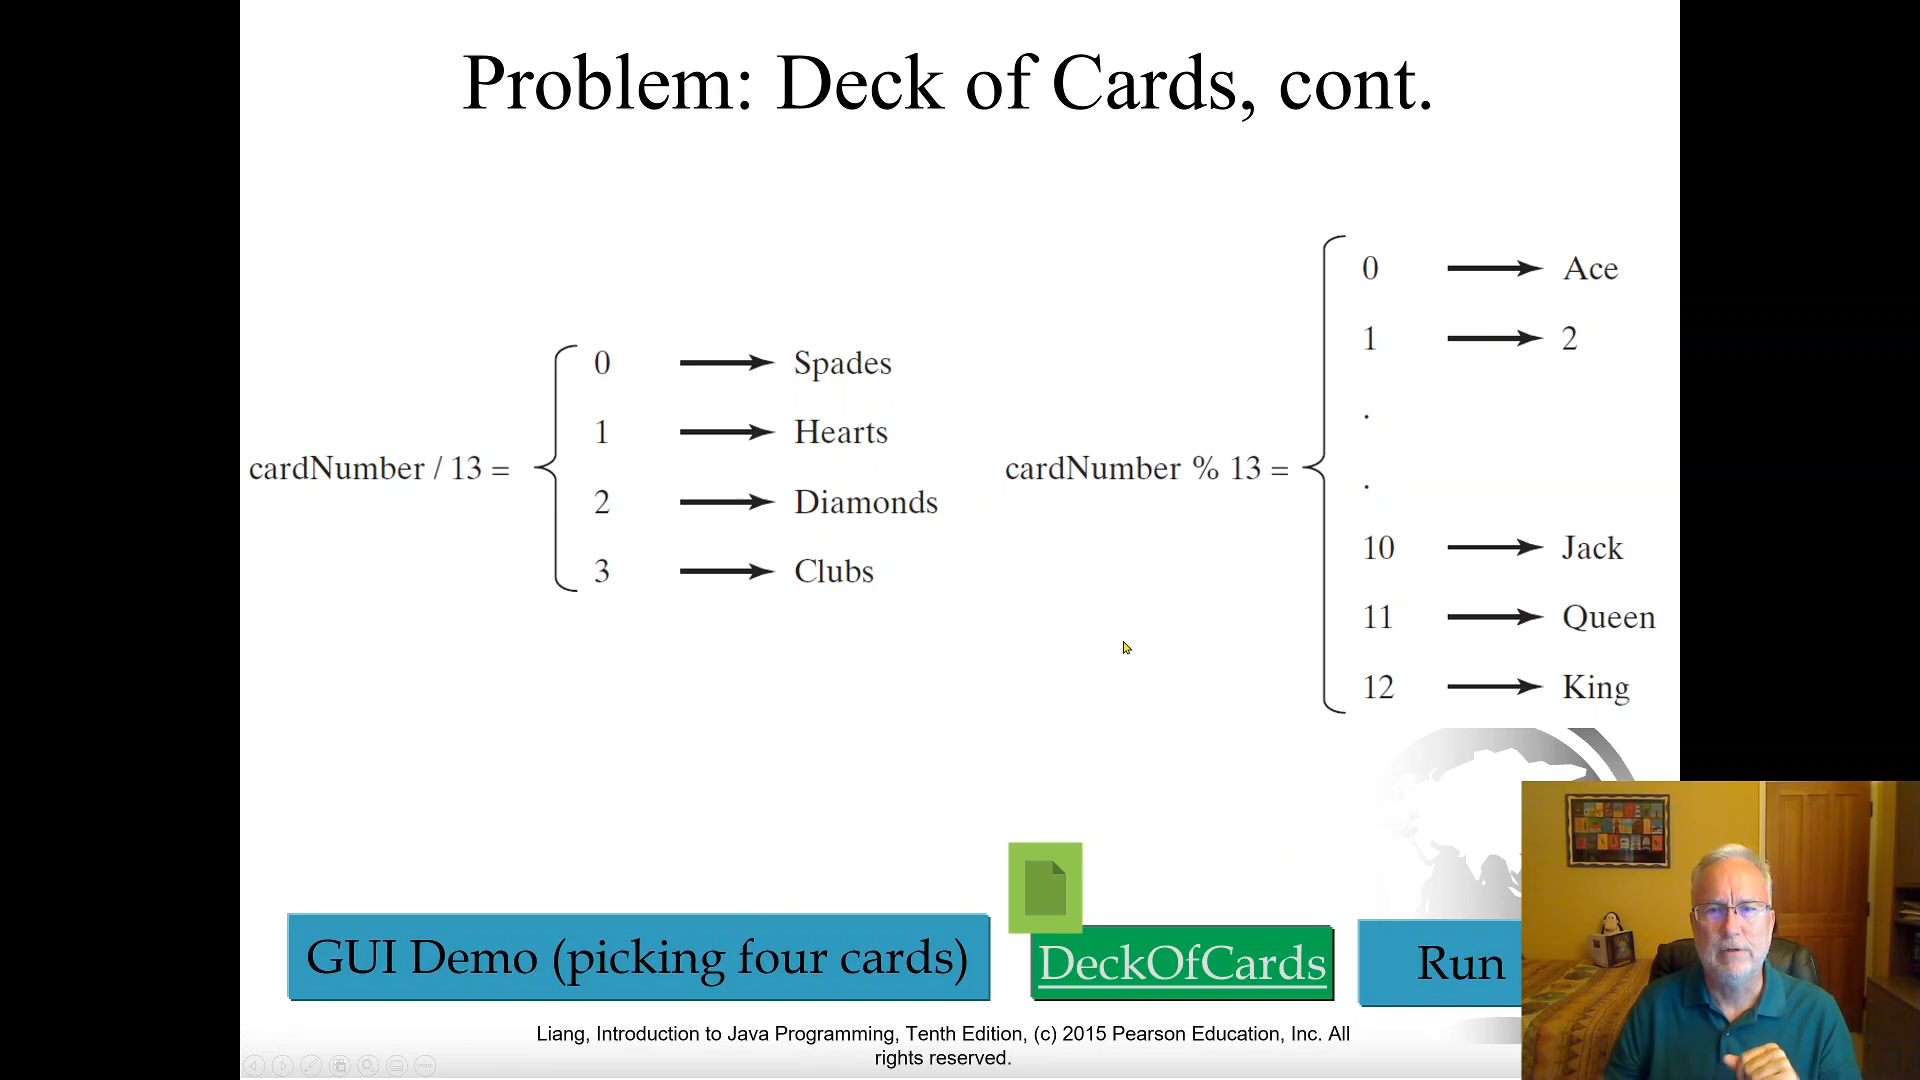 Problem: Deck of Cards, cont.
cardNumber / 13 =
0 Spades
1 Hearts
2 Diamonds
3 Clubs
cardNumber % 13 =
0 Ace
1 2
.
.
10 Jack
11 Queen
12 King
GUI Demo (picking four cards)
DeckOfCards
Run
Liang, Introduction to Java Programming, Tenth Edition, (c) 2015 Pearson Education, Inc. All
rights reserved.